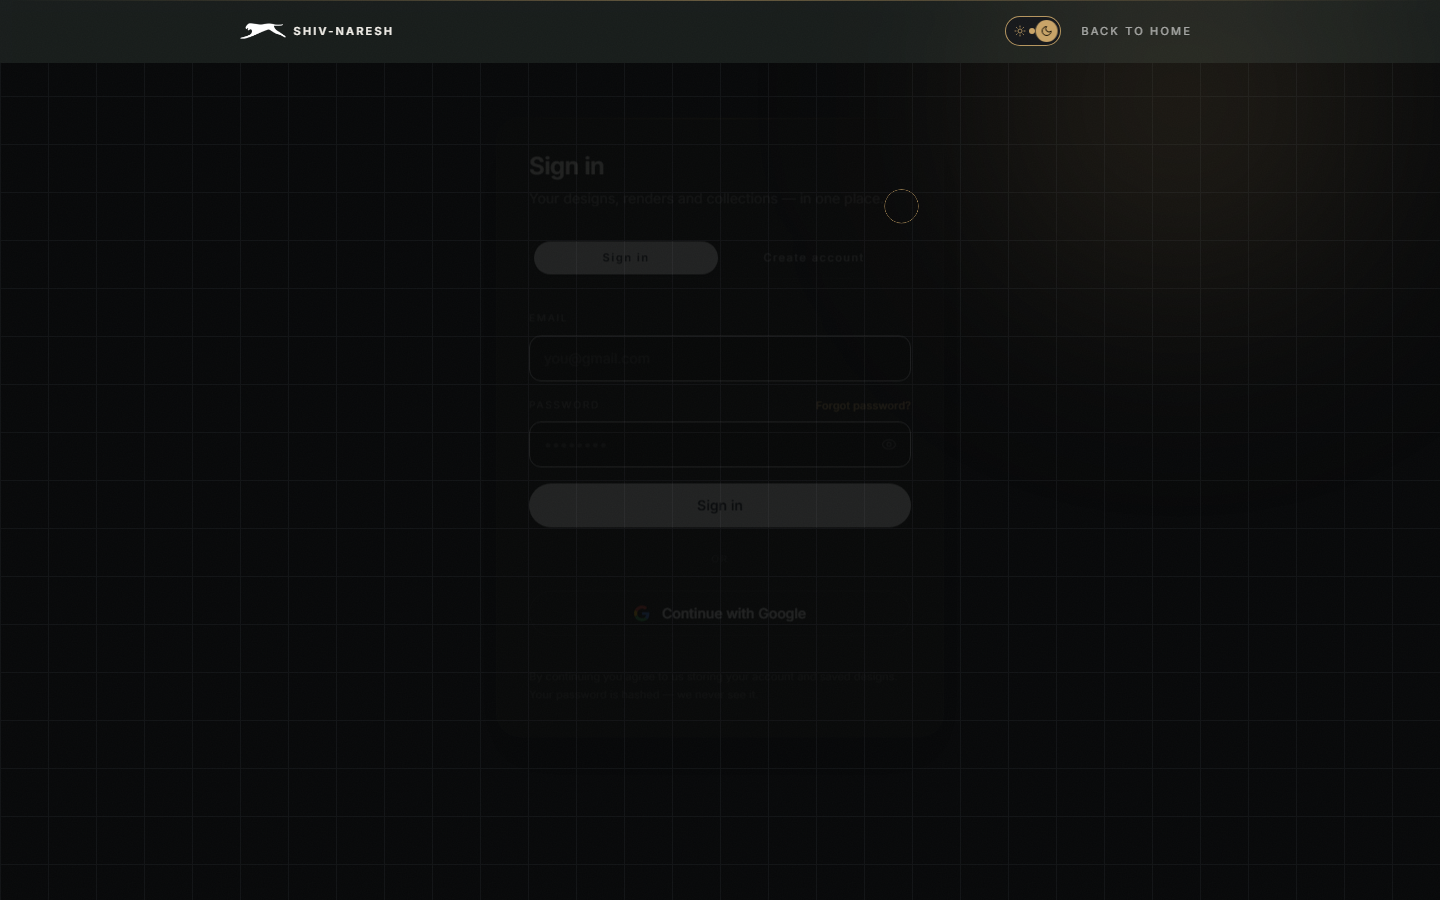 SHIV-NARESH
BACK TO HOME
Sign in
Your designs, renders and collections — in one place.
Sign in
Create account
EMAIL
you@gmail.com
PASSWORD
Forgot password?
Sign in
Continue with Google